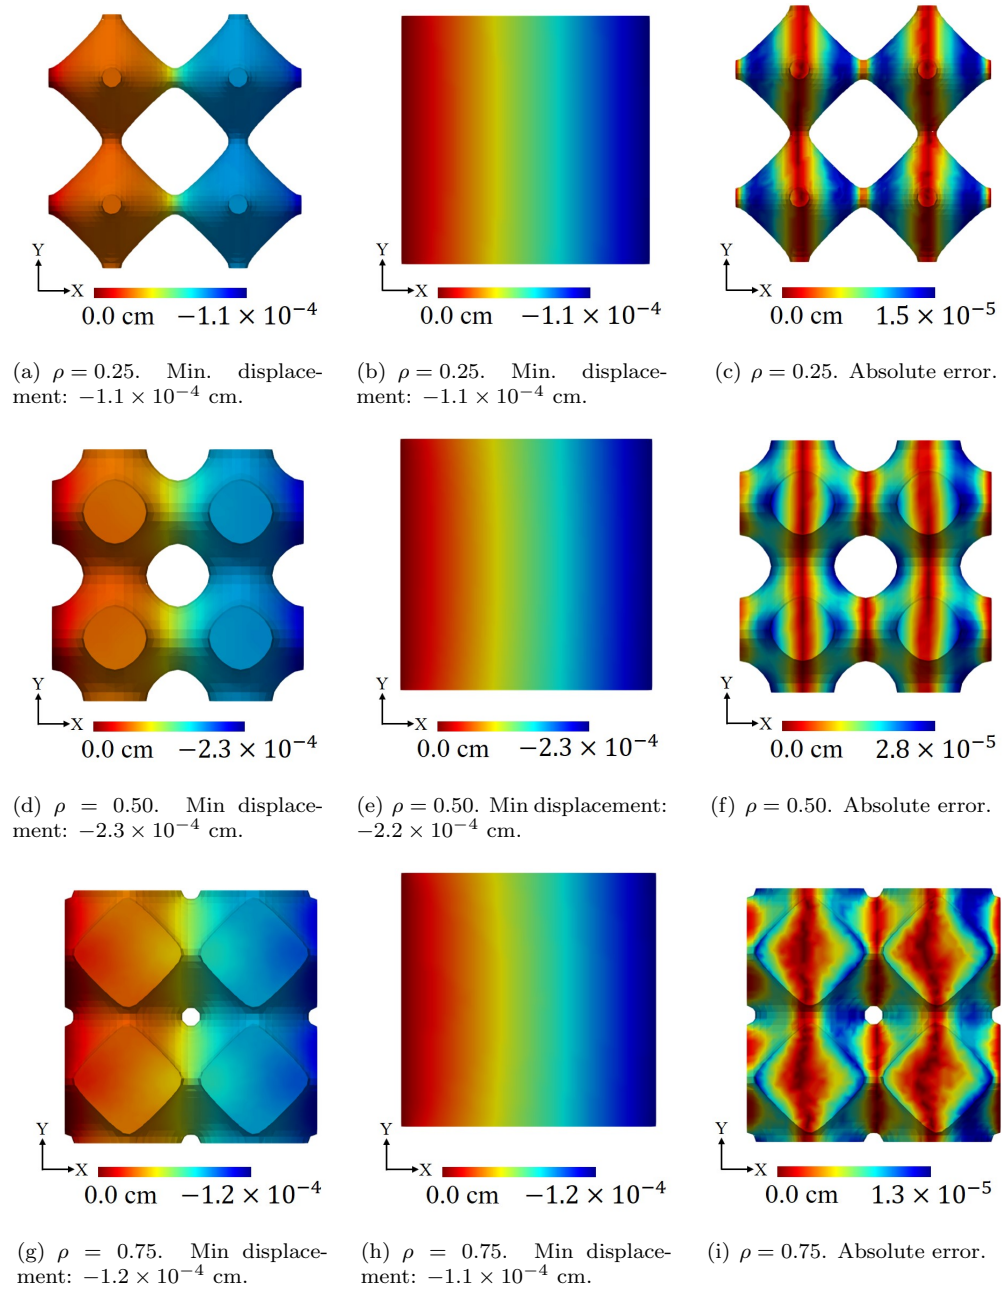 Y
X
0.0 cm −1.1 × 10⁻⁴
(a) ρ = 0.25. Min. displace-
ment: −1.1 × 10⁻⁴ cm.
Y
X
0.0 cm −1.1 × 10⁻⁴
(b) ρ = 0.25. Min. displace-
ment: −1.1 × 10⁻⁴ cm.
Y
X
0.0 cm 1.5 × 10⁻⁵
(c) ρ = 0.25. Absolute error.
Y
X
0.0 cm −2.3 × 10⁻⁴
(d) ρ = 0.50. Min displace-
ment: −2.3 × 10⁻⁴ cm.
Y
X
0.0 cm −2.3 × 10⁻⁴
(e) ρ = 0.50. Min displacement:
−2.2 × 10⁻⁴ cm.
Y
X
0.0 cm 2.8 × 10⁻⁵
(f) ρ = 0.50. Absolute error.
Y
X
0.0 cm −1.2 × 10⁻⁴
(g) ρ = 0.75. Min displace-
ment: −1.2 × 10⁻⁴ cm.
Y
X
0.0 cm −1.2 × 10⁻⁴
(h) ρ = 0.75. Min displace-
ment: −1.1 × 10⁻⁴ cm.
Y
X
0.0 cm 1.3 × 10⁻⁵
(i) ρ = 0.75. Absolute error.